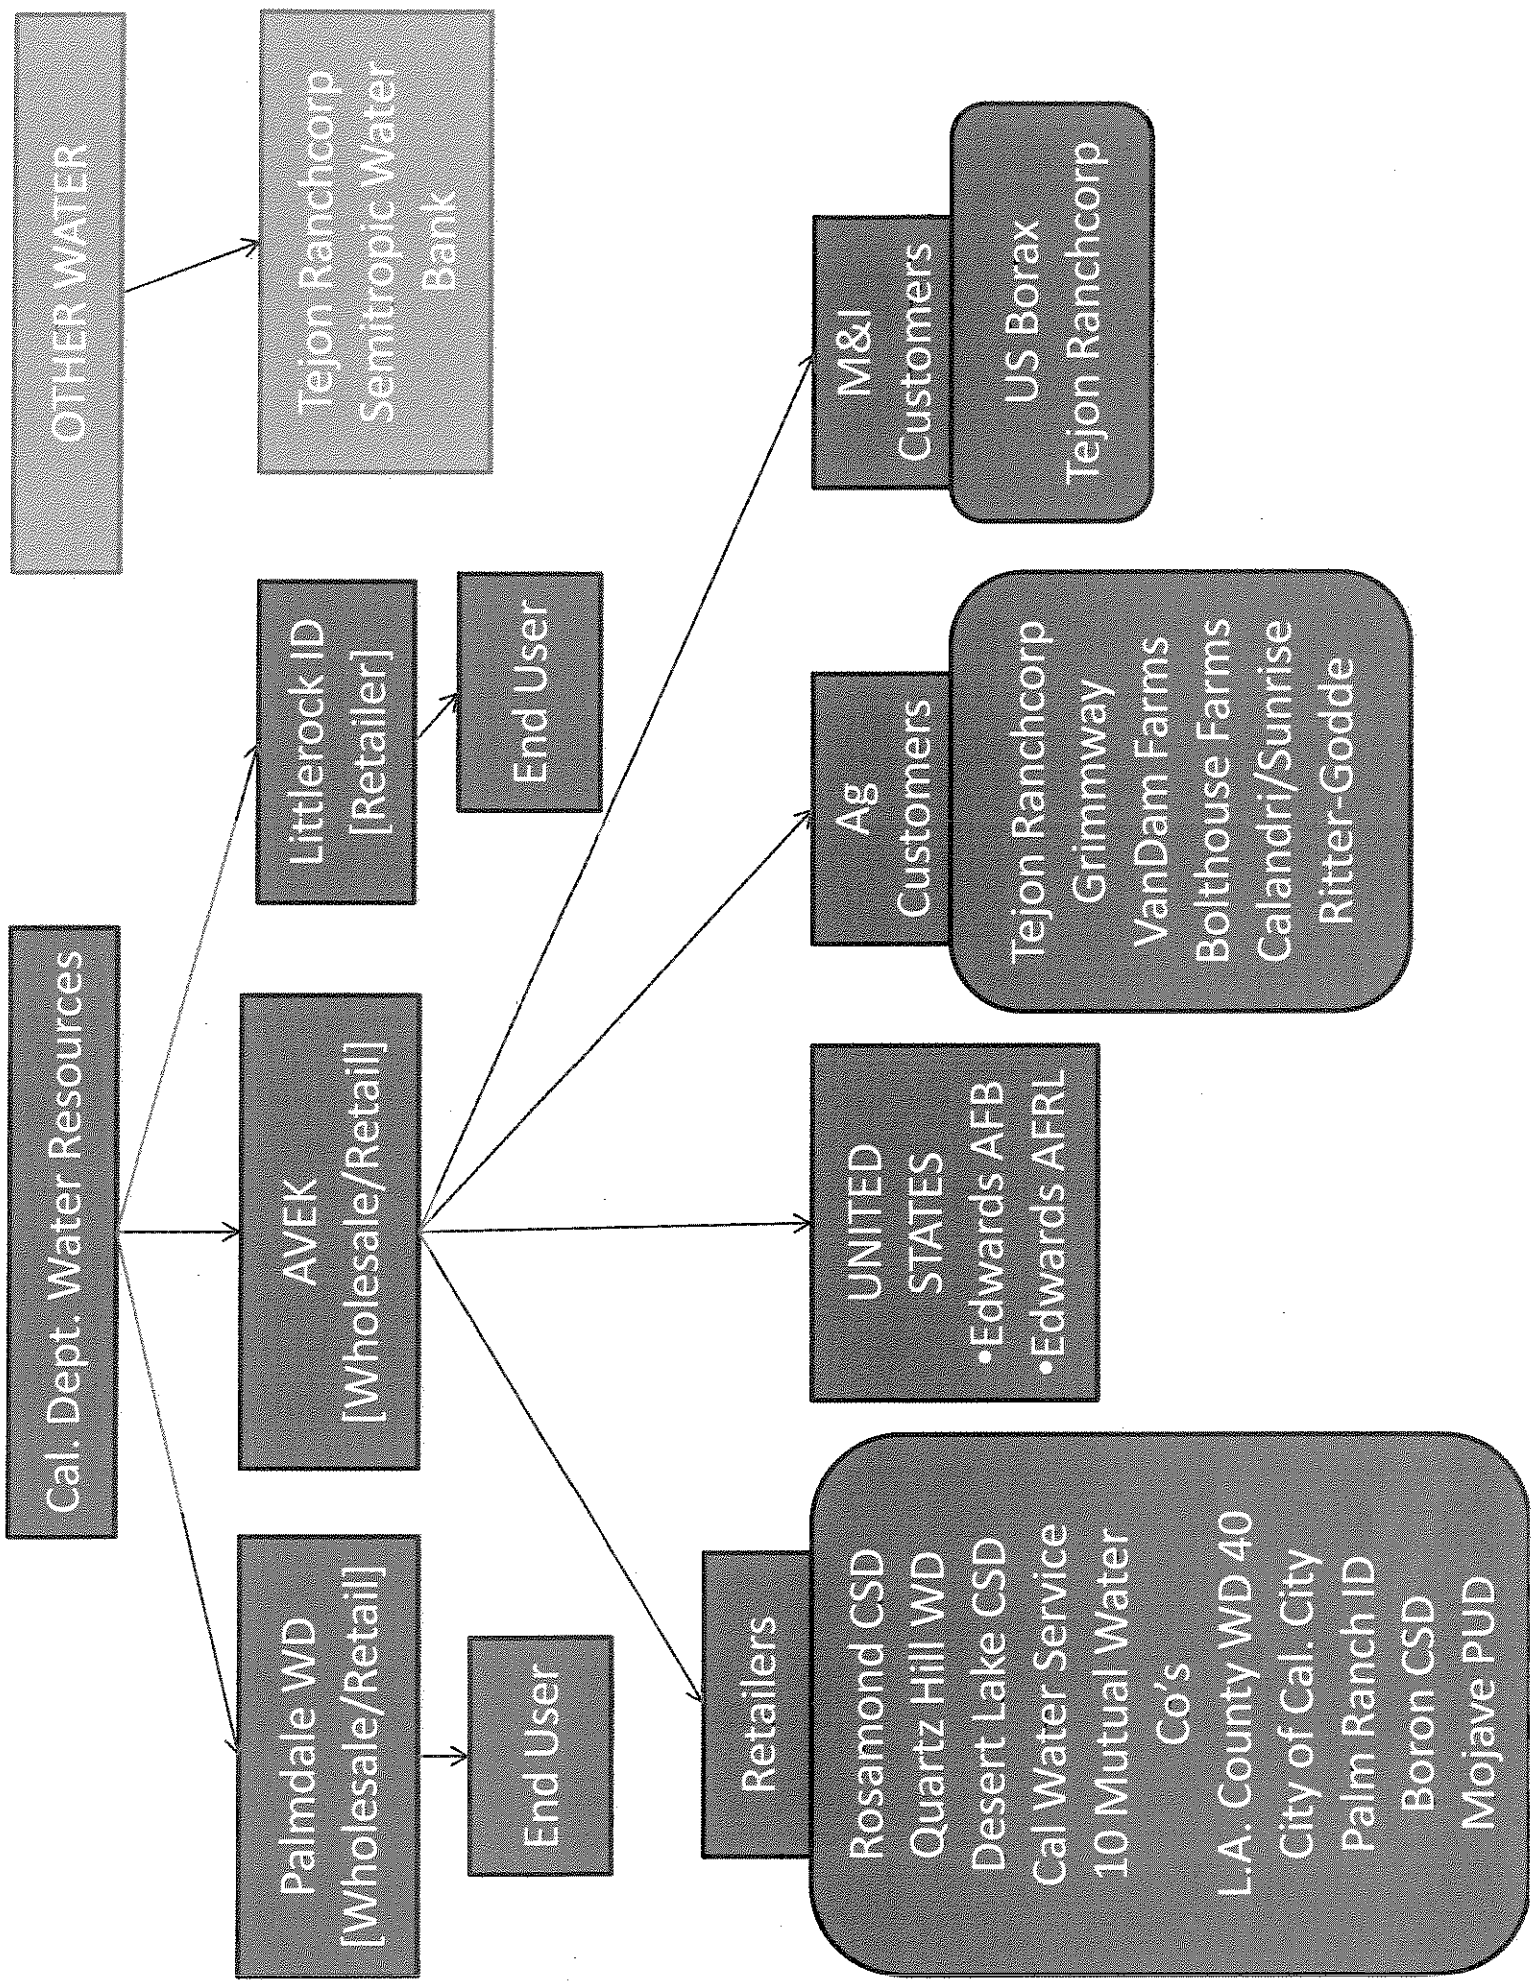 Cal. Dept. Water Resources
OTHER WATER
Palmdale WD
[Wholesale/Retail]
AVEK
[Wholesale/Retail]
Littlerock ID
[Retailer]
Tejon Ranchcorp
Semitropic Water
Bank
End User
End User
Retailers
Rosamond CSD
Quartz Hill WD
Desert Lake CSD
Cal Water Service
10 Mutual Water
Co's
L.A. County WD 40
City of Cal. City
Palm Ranch ID
Boron CSD
Mojave PUD
UNITED
STATES
•Edwards AFB
•Edwards AFRL
Ag
Customers
Tejon Ranchcorp
Grimmway
VanDam Farms
Bolthouse Farms
Calandri/Sunrise
Ritter-Godde
M&I
Customers
US Borax
Tejon Ranchcorp